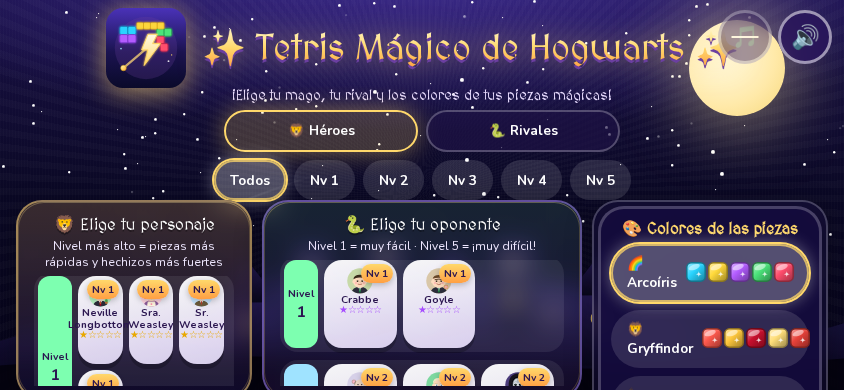 Tetris Mágico de Hogwarts
¡Elige tu mago, tu rival y los colores de tus piezas mágicas!
Héroes
Rivales
Todos
Nv 1
Nv 2
Nv 3
Nv 4
Nv 5
Elige tu personaje
Nivel más alto = piezas más
rápidas y hechizos más fuertes
Nivel
1
Nv 1
Neville
Longbotto
Nv 1
Sra.
Weasley
Nv 1
Sr.
Weasley
Nv 1
Elige tu oponente
Nivel 1 = muy fácil · Nivel 5 = ¡muy difícil!
Nivel
1
Nv 1
Crabbe
Nv 1
Goyle
Nv 2
Nv 2
Nv 2
Colores de las piezas
Arcoíris
Gryffindor